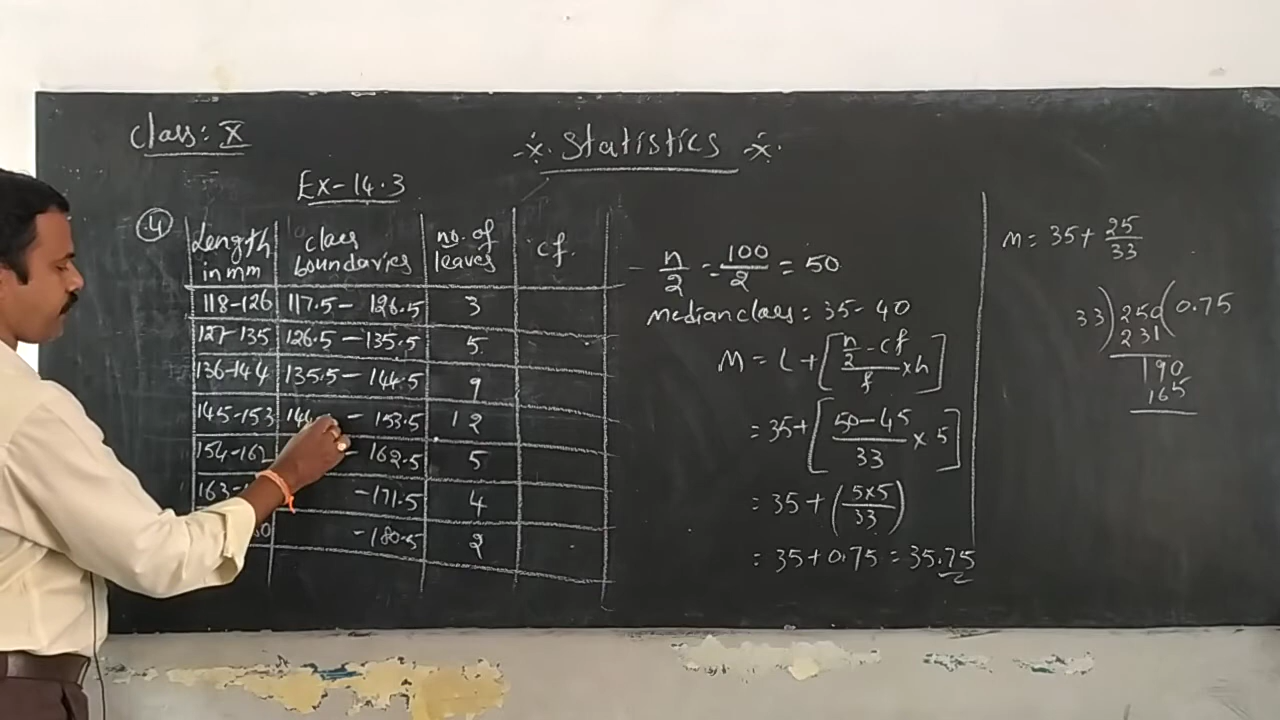 Class: X
Statistics
Ex-14.3
4
Length in mm | class boundaries | no. of leaves | cf.
118-126 | 117.5 - 126.5 | 3
127-135 | 126.5 - 135.5 | 5
136-144 | 135.5 - 144.5 | 9
145-153 | - 153.5 | 12
154-162 | - 162.5 | 5
163- | -171.5 | 4
-180.5 | 2
n/2 = 100/2 = 50
median class: 35-40
M = l + [(n/2 - cf)/f × h]
= 35 + [(50-45)/33 × 5]
= 35 + (5×5/33)
= 35 + 0.75 = 35.75
M = 35 + 25/33
33)250(0.75
231
190
165